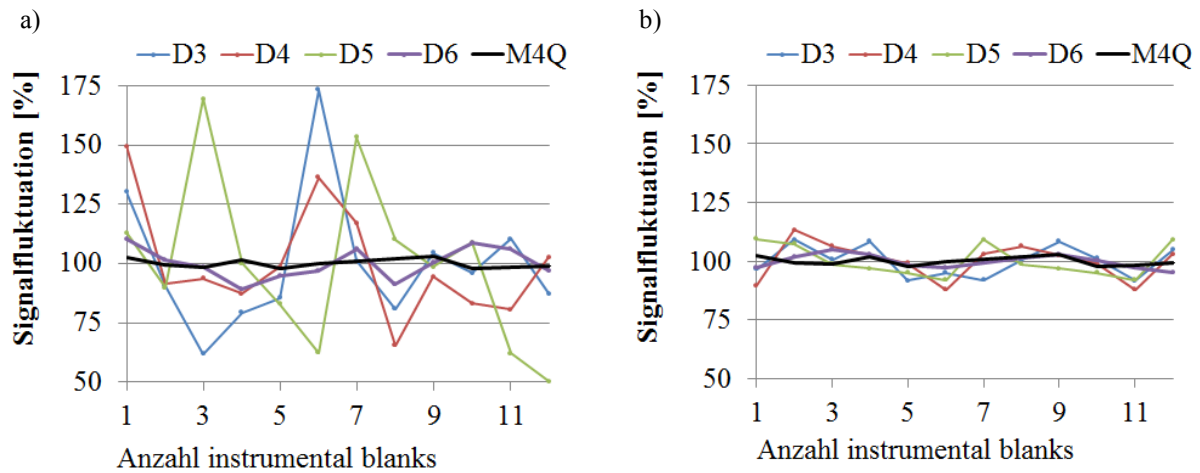 a)
D3 D4 D5 D6 M4Q
Signalfluktuation [%]
175
150
125
100
75
50
1 3 5 7 9 11
Anzahl instrumental blanks
b)
D3 D4 D5 D6 M4Q
Signalfluktuation [%]
175
150
125
100
75
50
1 3 5 7 9 11
Anzahl instrumental blanks